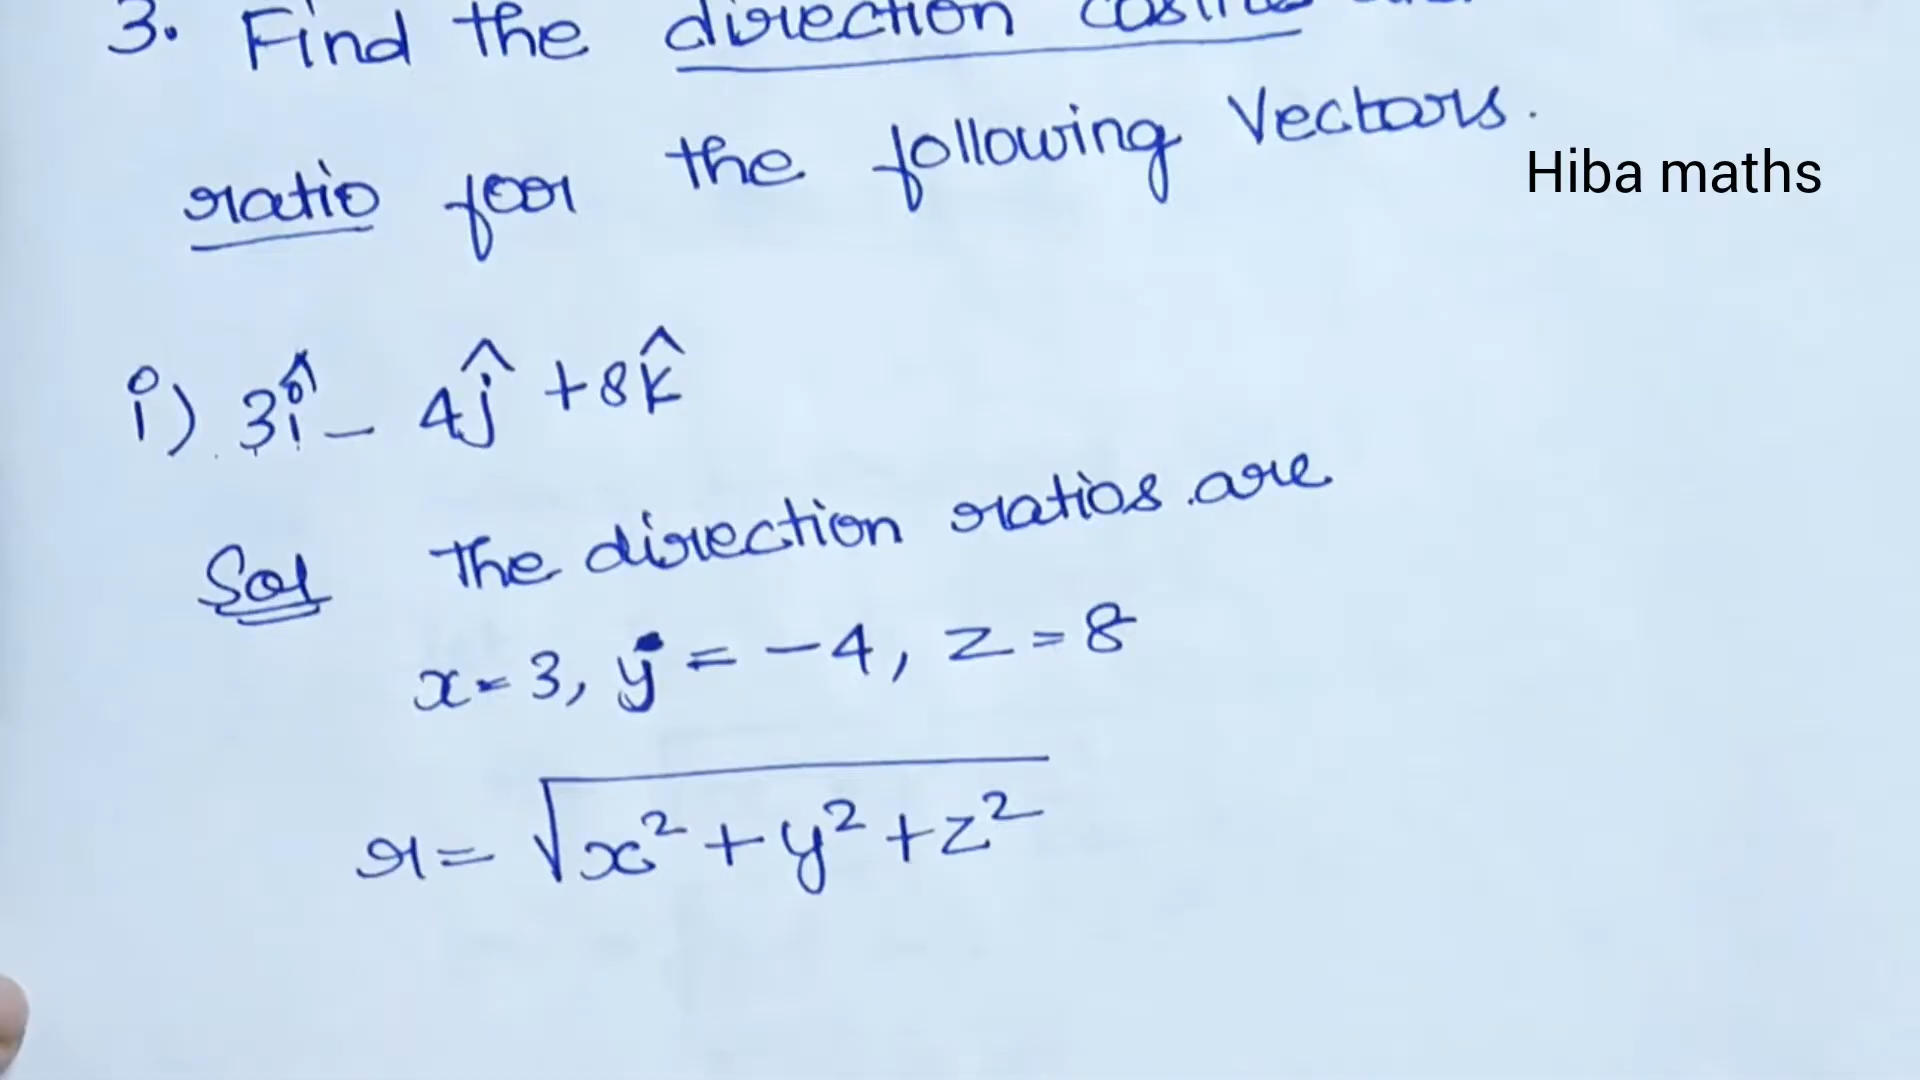 3. Find the direction
ratio for the following Vectors.
Hiba maths
i) 3î - 4ĵ + 8k̂
Sol The direction ratios are
x = 3, y = -4, z = 8
r = √x² + y² + z²